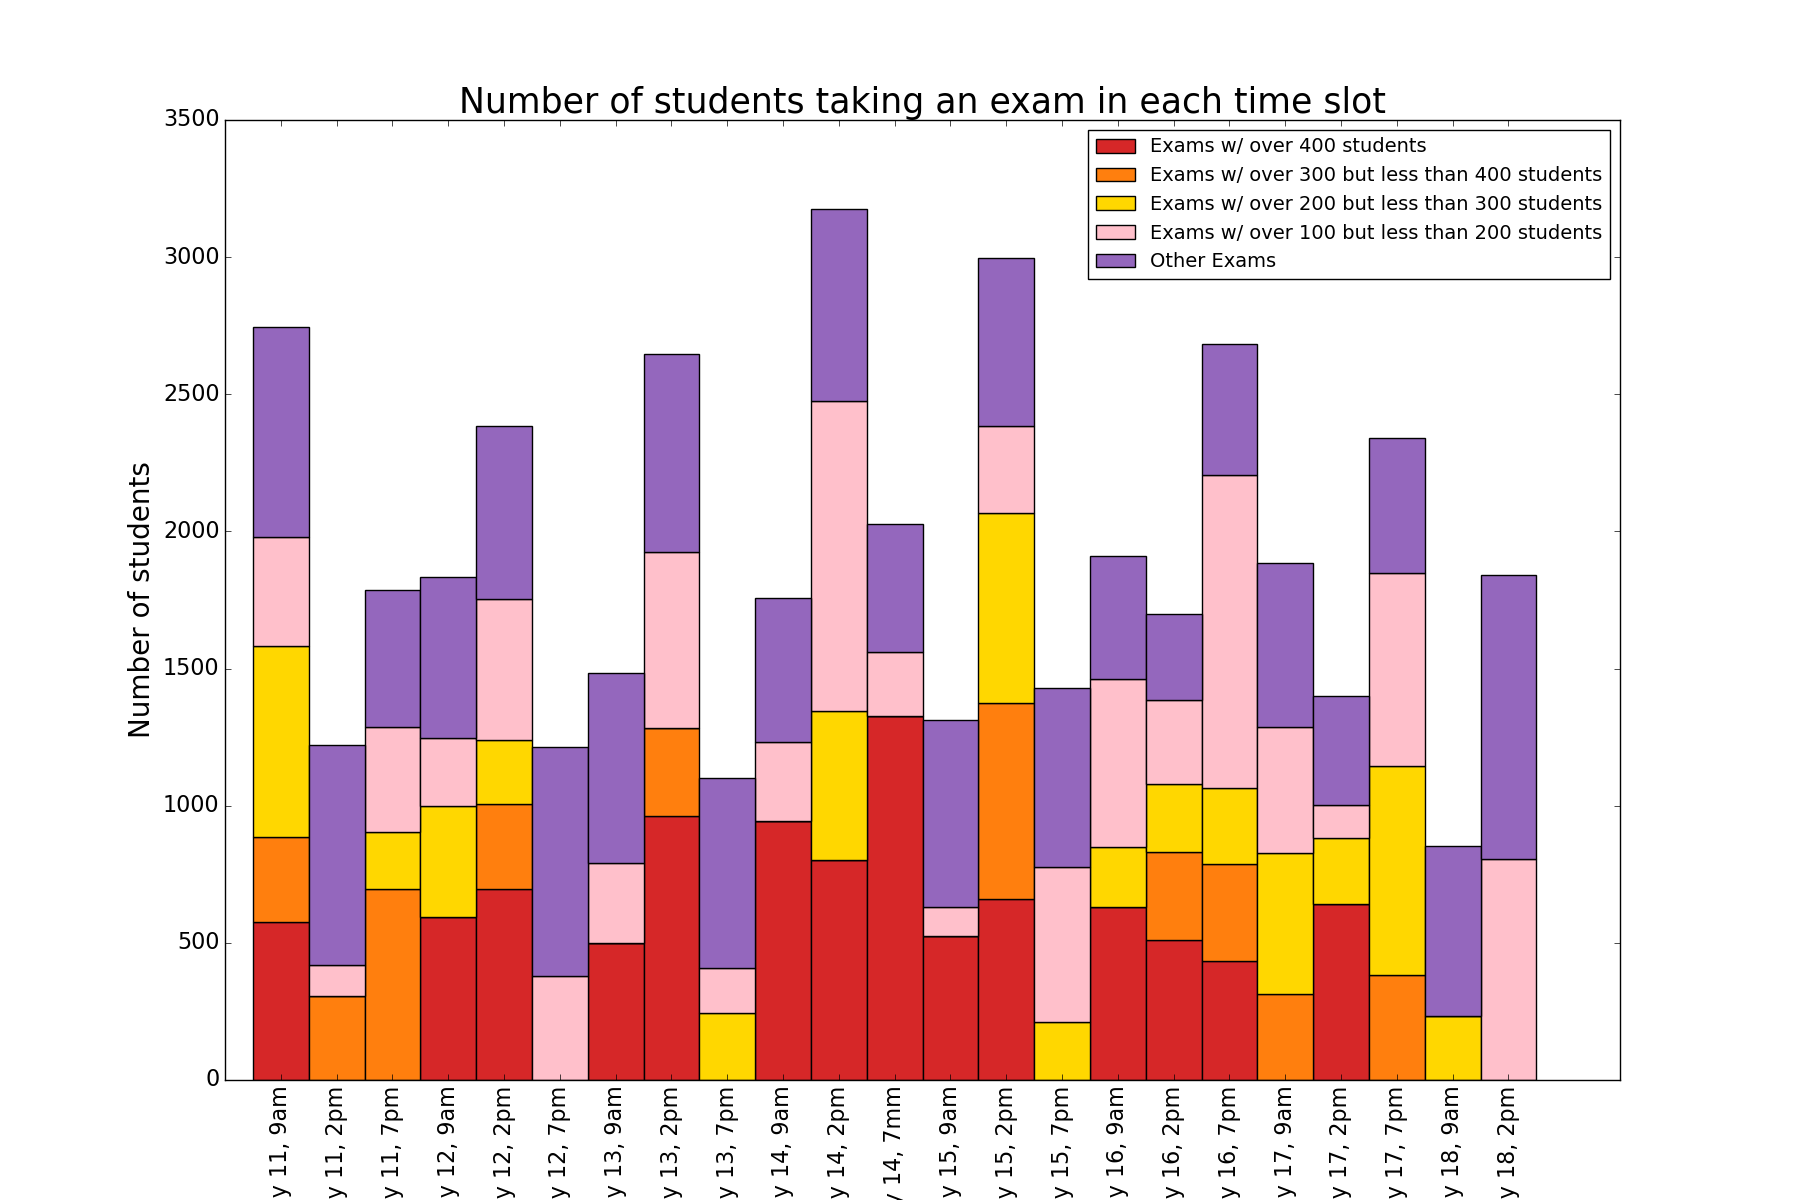 Number of students taking an exam in each time slot
Exams w/ over 400 students
Exams w/ over 300 but less than 400 students
Exams w/ over 200 but less than 300 students
Exams w/ over 100 but less than 200 students
Other Exams
Number of students
3500
3000
2500
2000
1500
1000
500
0
y 11, 9am
y 11, 2pm
y 11, 7pm
y 12, 9am
y 12, 2pm
y 12, 7pm
y 13, 9am
y 13, 2pm
y 13, 7pm
y 14, 9am
y 14, 2pm
y 14, 7mm
y 15, 9am
y 15, 2pm
y 15, 7pm
y 16, 9am
y 16, 2pm
y 16, 7pm
y 17, 9am
y 17, 2pm
y 17, 7pm
y 18, 9am
y 18, 2pm